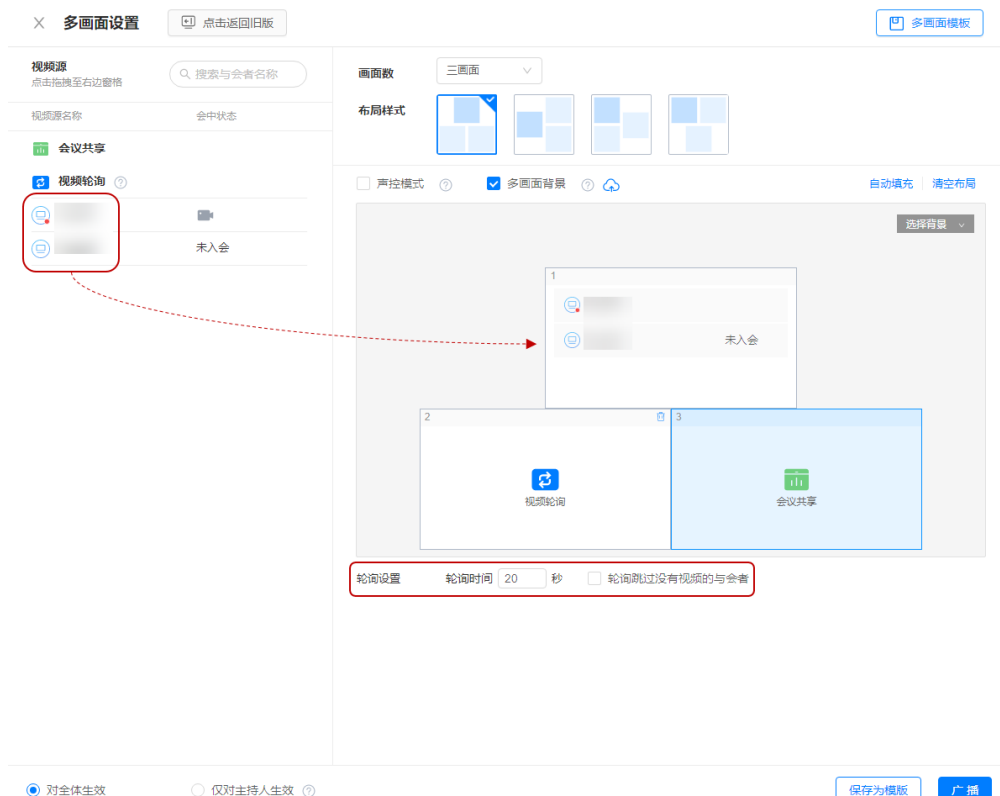 多画面设置
点击返回旧版
多画面模板
视频源
点击拖拽至右边窗格
搜索与会者名称
视频源名称 会中状态
会议共享
视频轮询
未入会
画面数 三画面
布局样式
声控模式 多画面背景 自动填充 清空布局
选择背景
1
未入会
2 3
视频轮询 会议共享
轮询设置 轮询时间 20 秒 轮询跳过没有视频的与会者
对全体生效 仅对主持人生效 保存为模版 广播